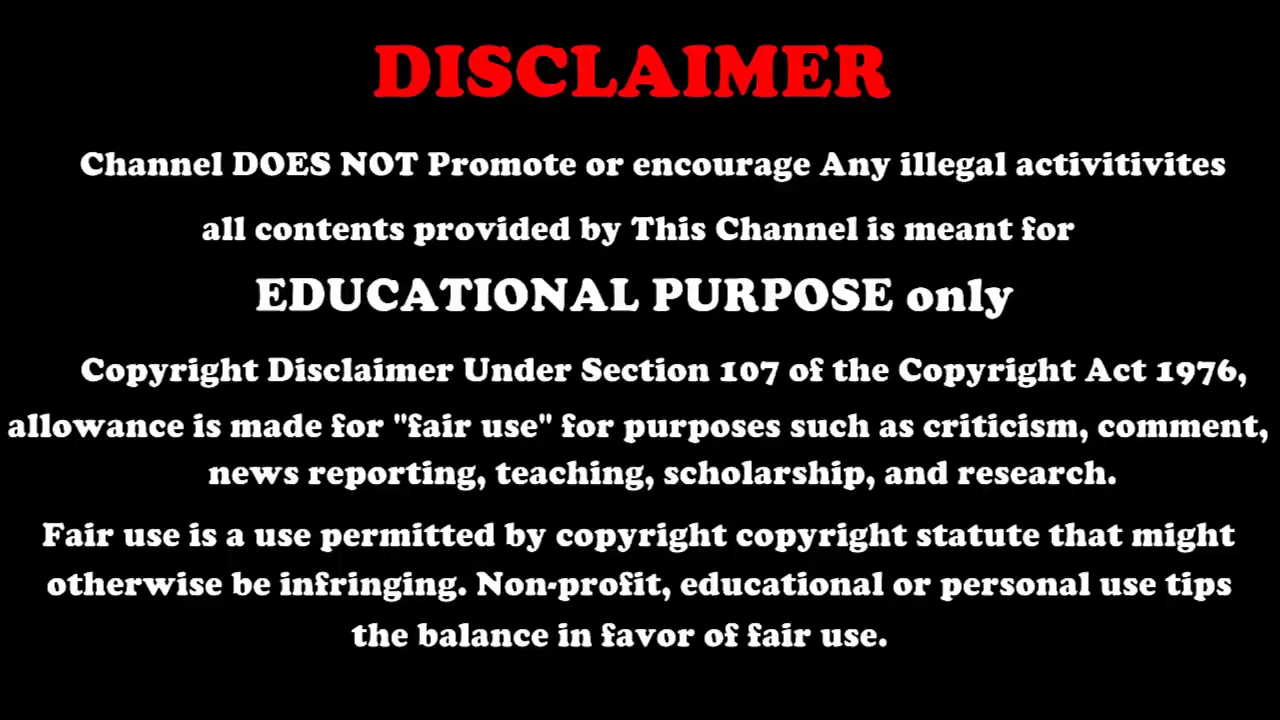 DISCLAIMER
Channel DOES NOT Promote or encourage Any illegal activitivites
all contents provided by This Channel is meant for
EDUCATIONAL PURPOSE only
Copyright Disclaimer Under Section 107 of the Copyright Act 1976,
allowance is made for "fair use" for purposes such as criticism, comment,
news reporting, teaching, scholarship, and research.
Fair use is a use permitted by copyright copyright statute that might
otherwise be infringing. Non-profit, educational or personal use tips
the balance in favor of fair use.